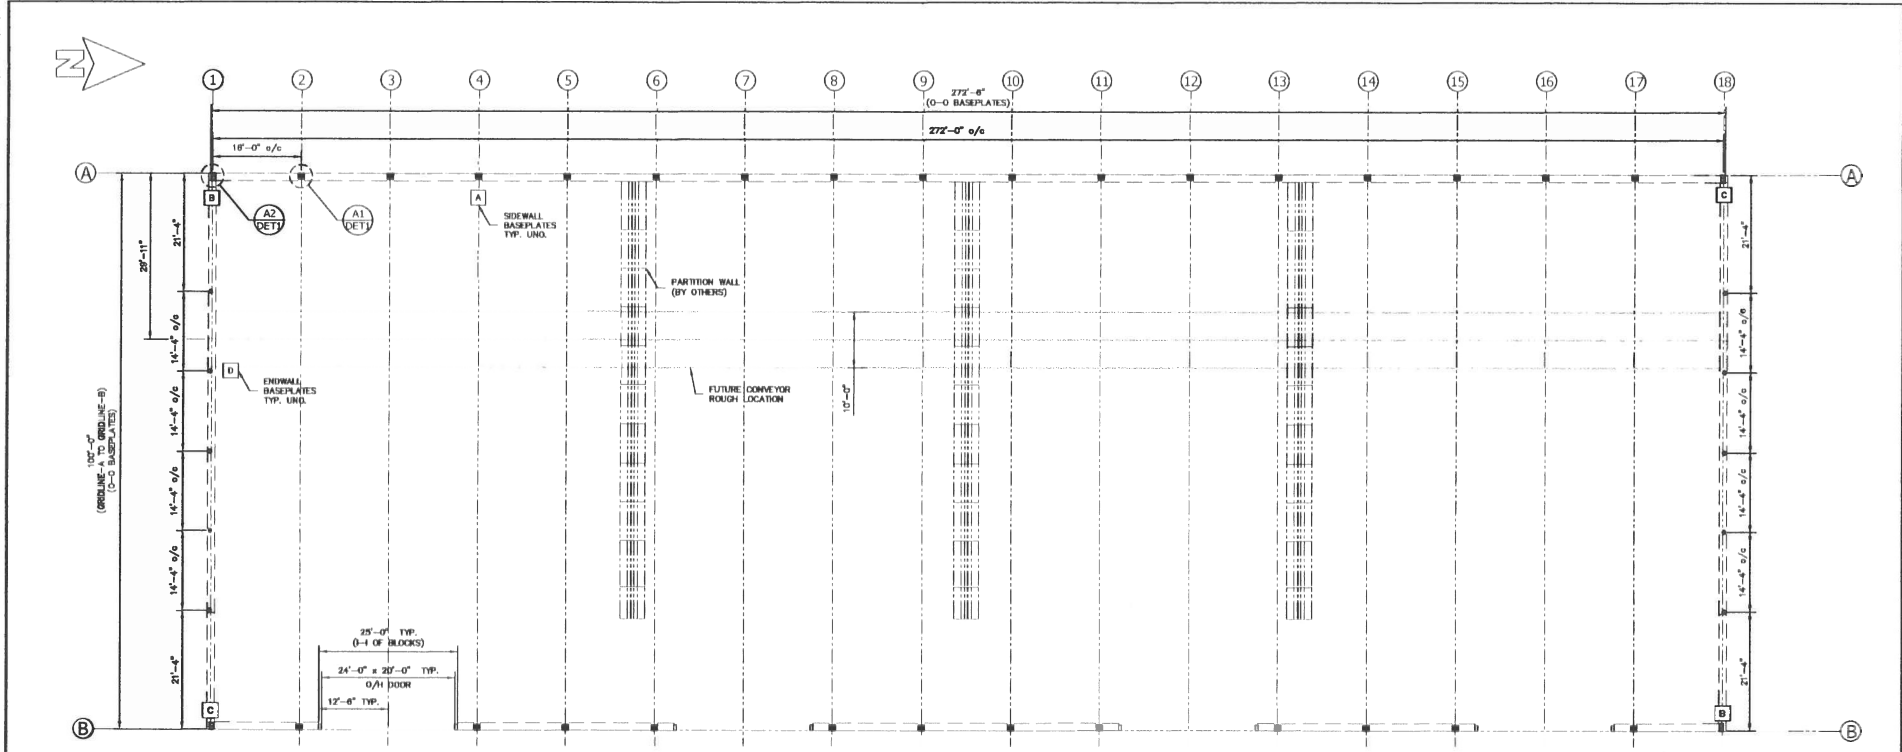 N
1 2 3 4 5 6 7 8 9 10 11 12 13 14 15 16 17 18
272'-6"
(O-O BASEPLATES)
272'-0" o/c
16'-0" o/c
A
A
B
C
A2
DET1
A1
DET1
A
SIDEWALL
BASEPLATES
TYP. UNO.
21'-4"
29'-11"
21'-4"
PARTITION WALL
(BY OTHERS)
14'-4" o/c
14'-4" o/c
D
ENDWALL
BASEPLATES
TYP. UNO.
FUTURE CONVEYOR
ROUGH LOCATION
10'-0"
100'-0"
(GRIDLINE-A TO GRIDLINE-B)
(O-O BASEPLATES)
14'-4" o/c
14'-4" o/c
14'-4" o/c
14'-4" o/c
14'-4" o/c
14'-4" o/c
25'-0" TYP.
(I-I OF BLOCKS)
24'-0" x 20'-0" TYP.
O/H DOOR
12'-6" TYP.
21'-4"
21'-4"
C
B
B
B